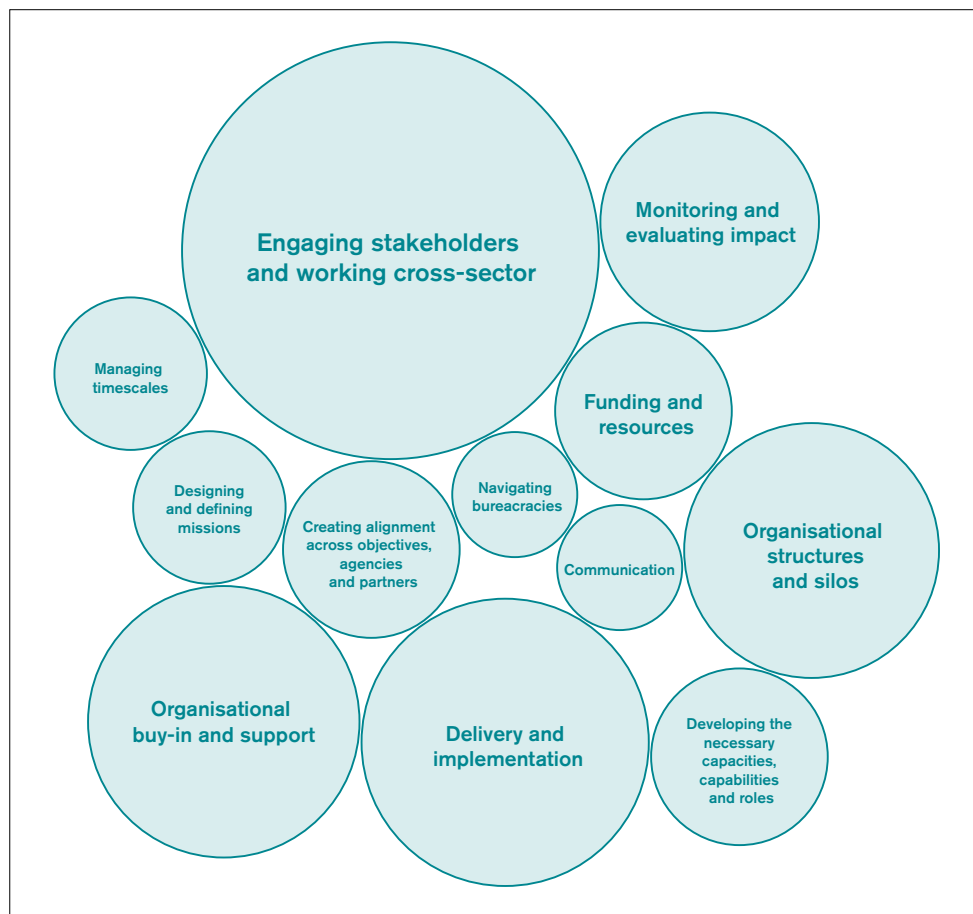 Engaging stakeholders
and working cross-sector
Monitoring and
evaluating impact
Managing
timescales
Funding and
resources
Designing
and defining
missions
Creating alignment
across objectives,
agencies
and partners
Navigating
bureacracies
Communication
Organisational
structures
and silos
Organisational
buy-in and support
Delivery and
implementation
Developing the
necessary
capacities,
capabilities
and roles